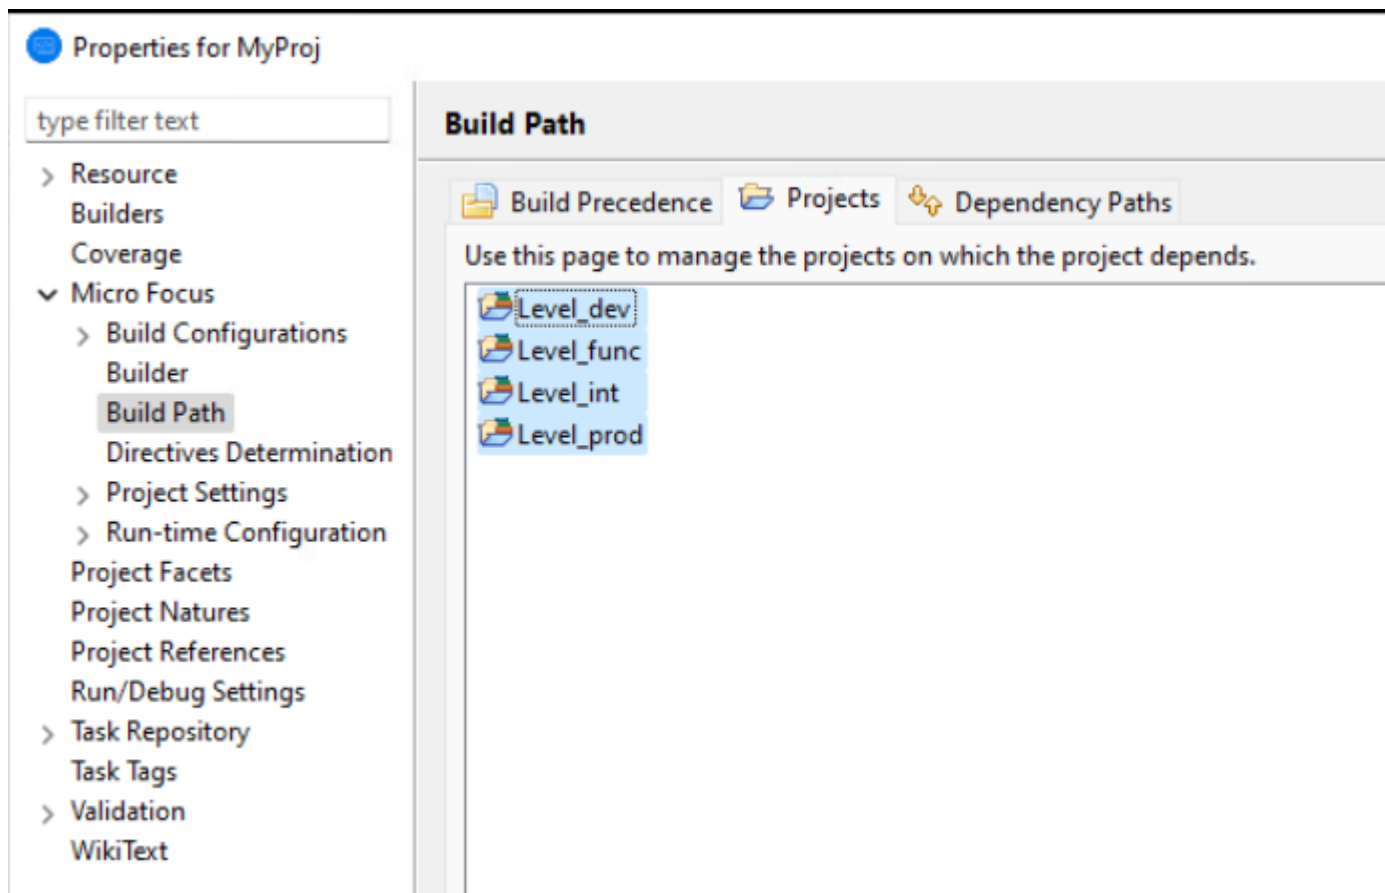 Properties for MyProj
type filter text
Resource
Builders
Coverage
Micro Focus
Build Configurations
Builder
Build Path
Directives Determination
Project Settings
Run-time Configuration
Project Facets
Project Natures
Project References
Run/Debug Settings
Task Repository
Task Tags
Validation
WikiText
Build Path
Build Precedence Projects Dependency Paths
Use this page to manage the projects on which the project depends.
Level_dev
Level_func
Level_int
Level_prod